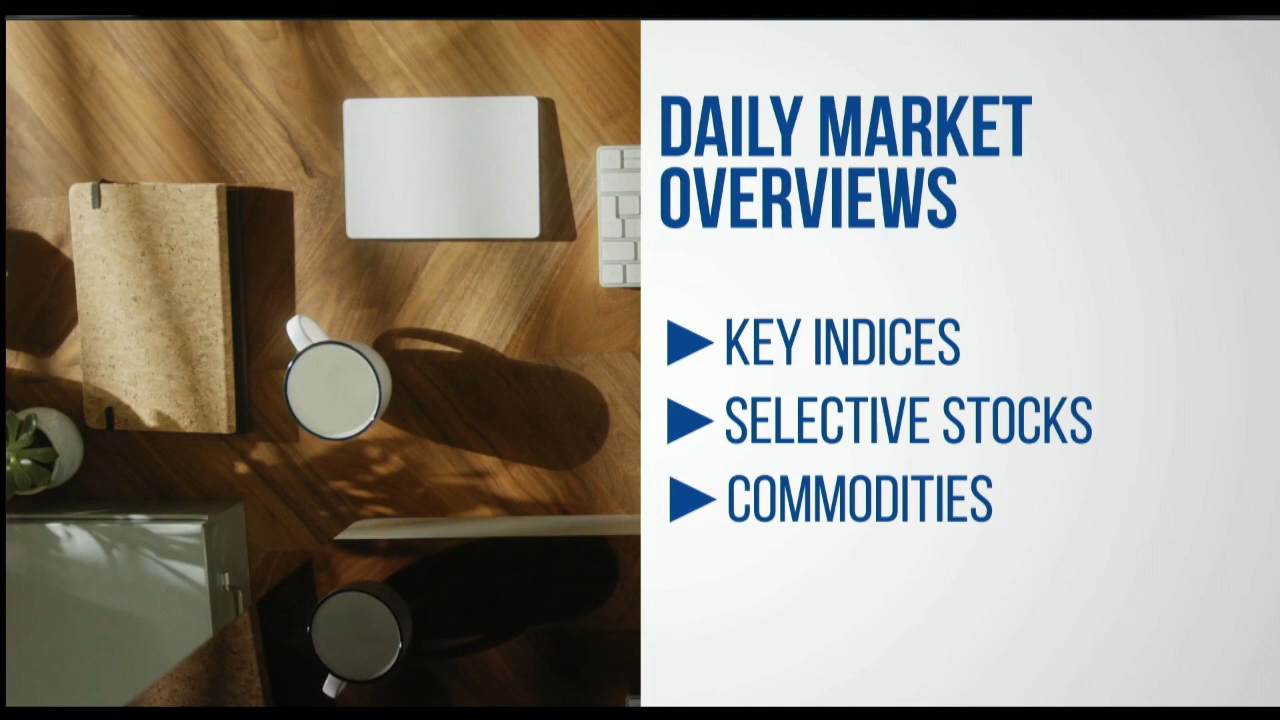 DAILY MARKET
OVERVIEWS
KEY INDICES
SELECTIVE STOCKS
COMMODITIES